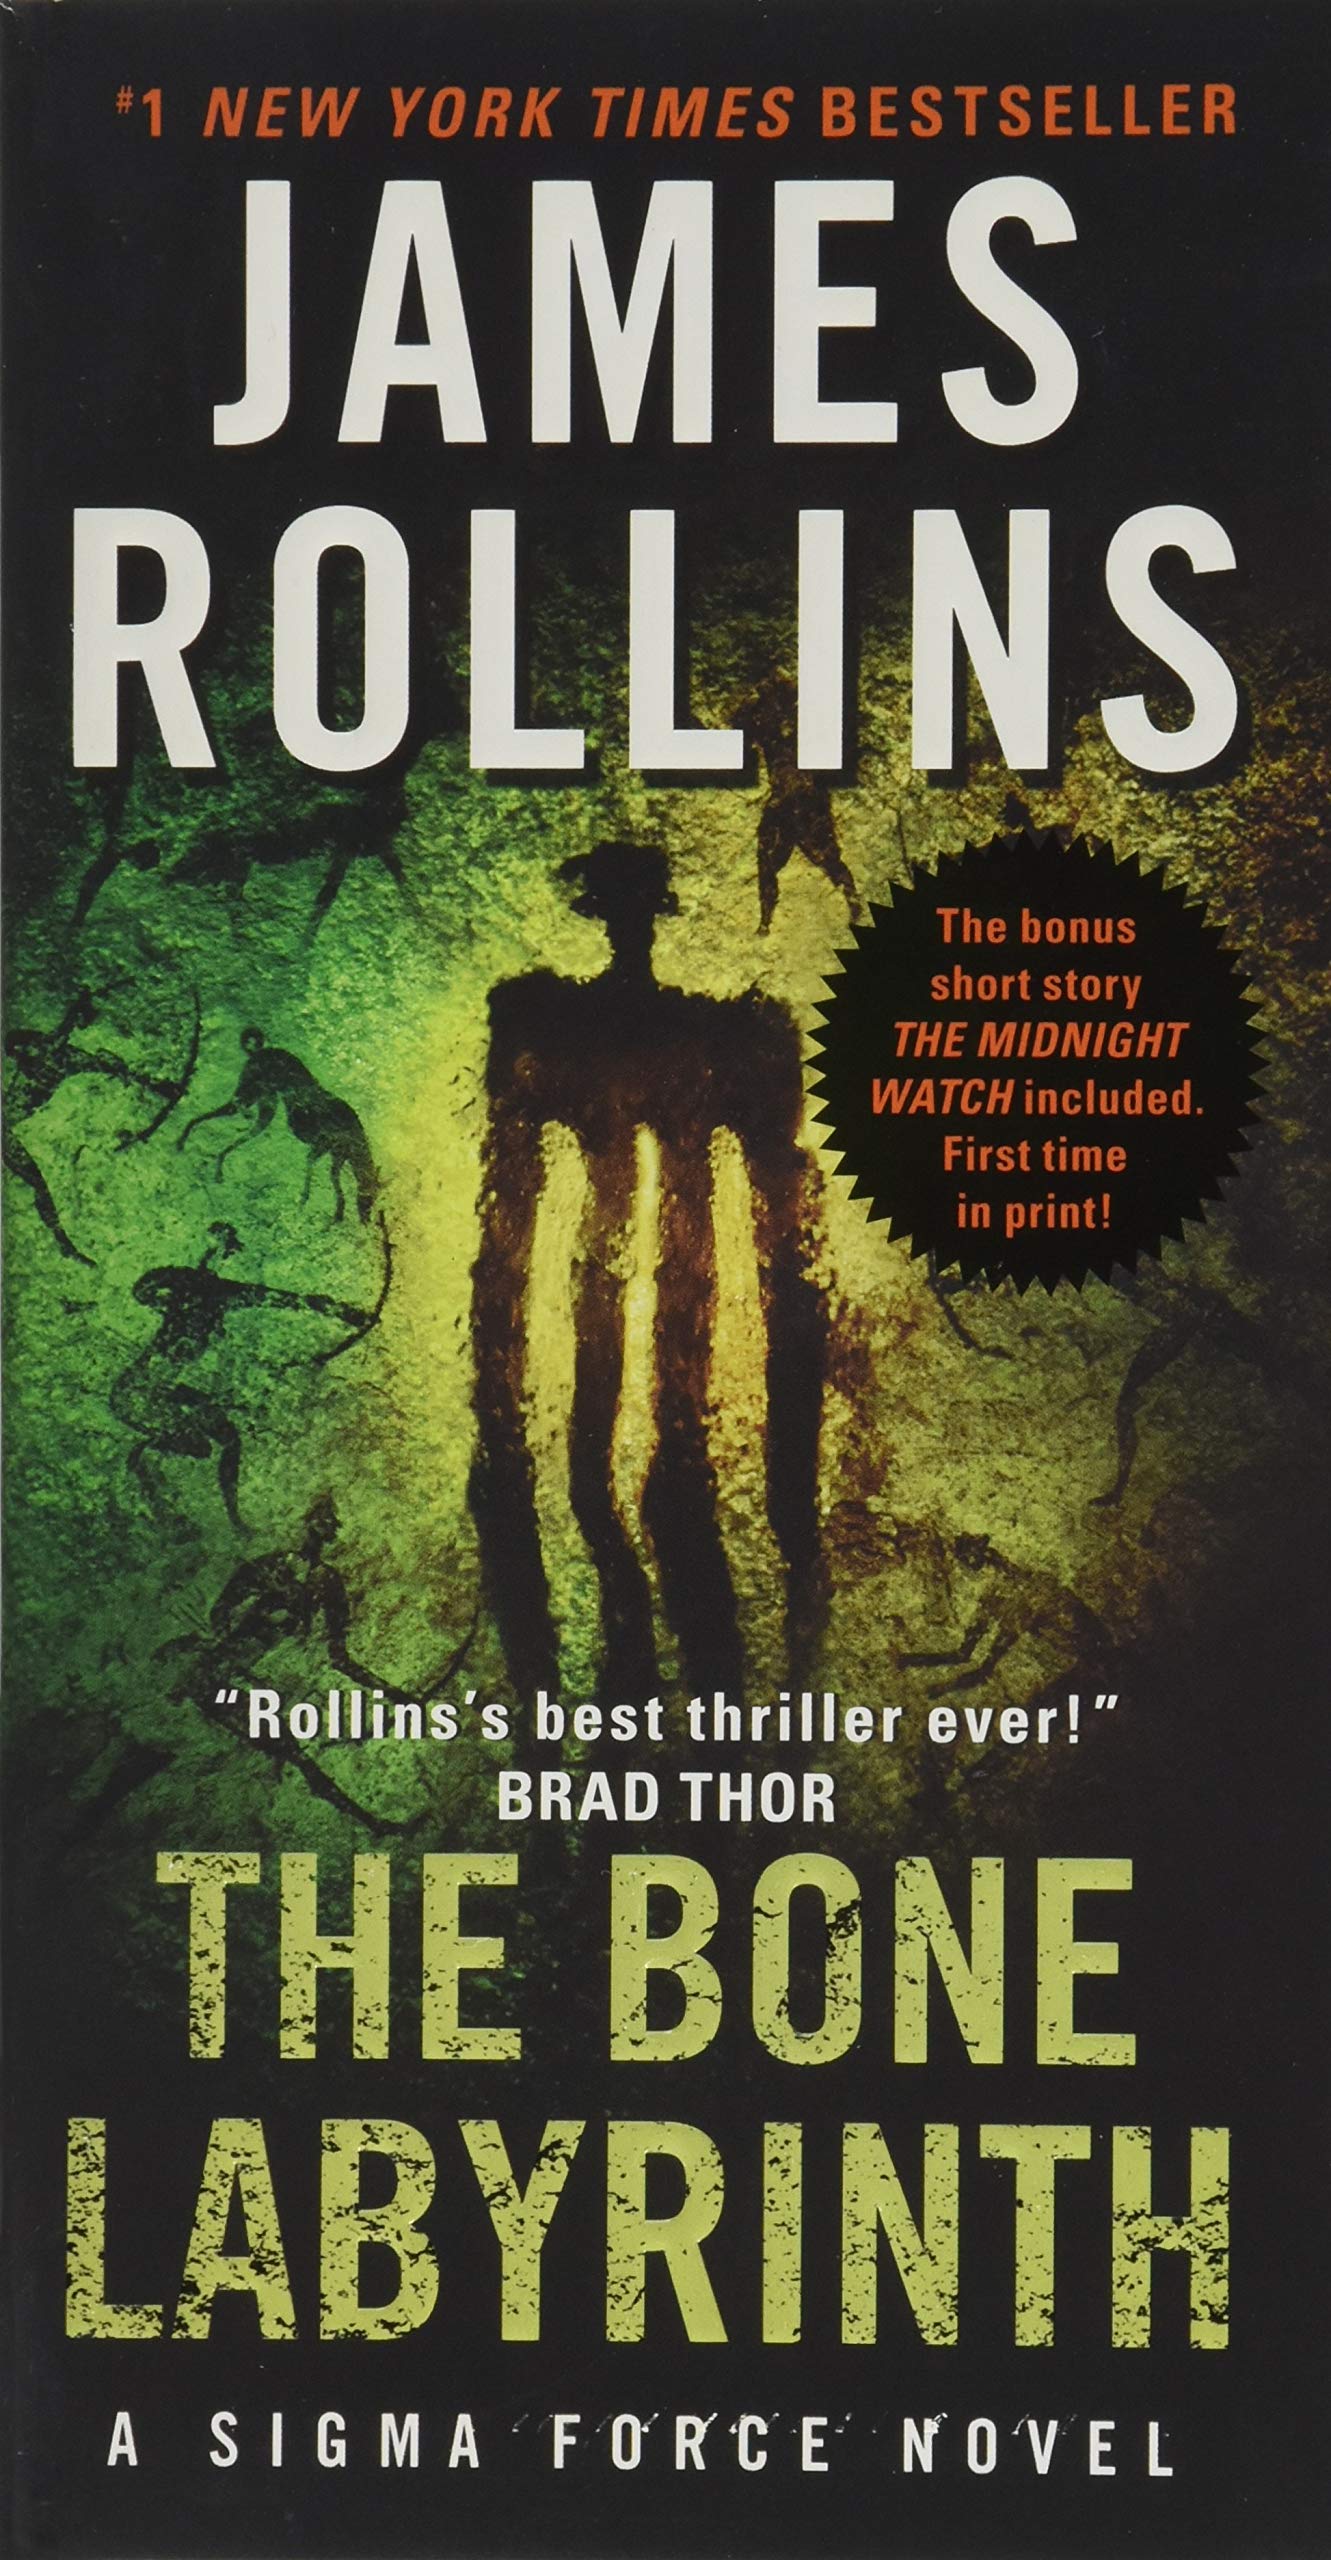 #1 NEW YORK TIMES BESTSELLER
JAMES
ROLLINS
The bonus
short story
THE MIDNIGHT
WATCH included.
First time
in print!
“Rollins’s best thriller ever!”
BRAD THOR
THE BONE
LABYRINTH
A SIGMA FORCE NOVEL